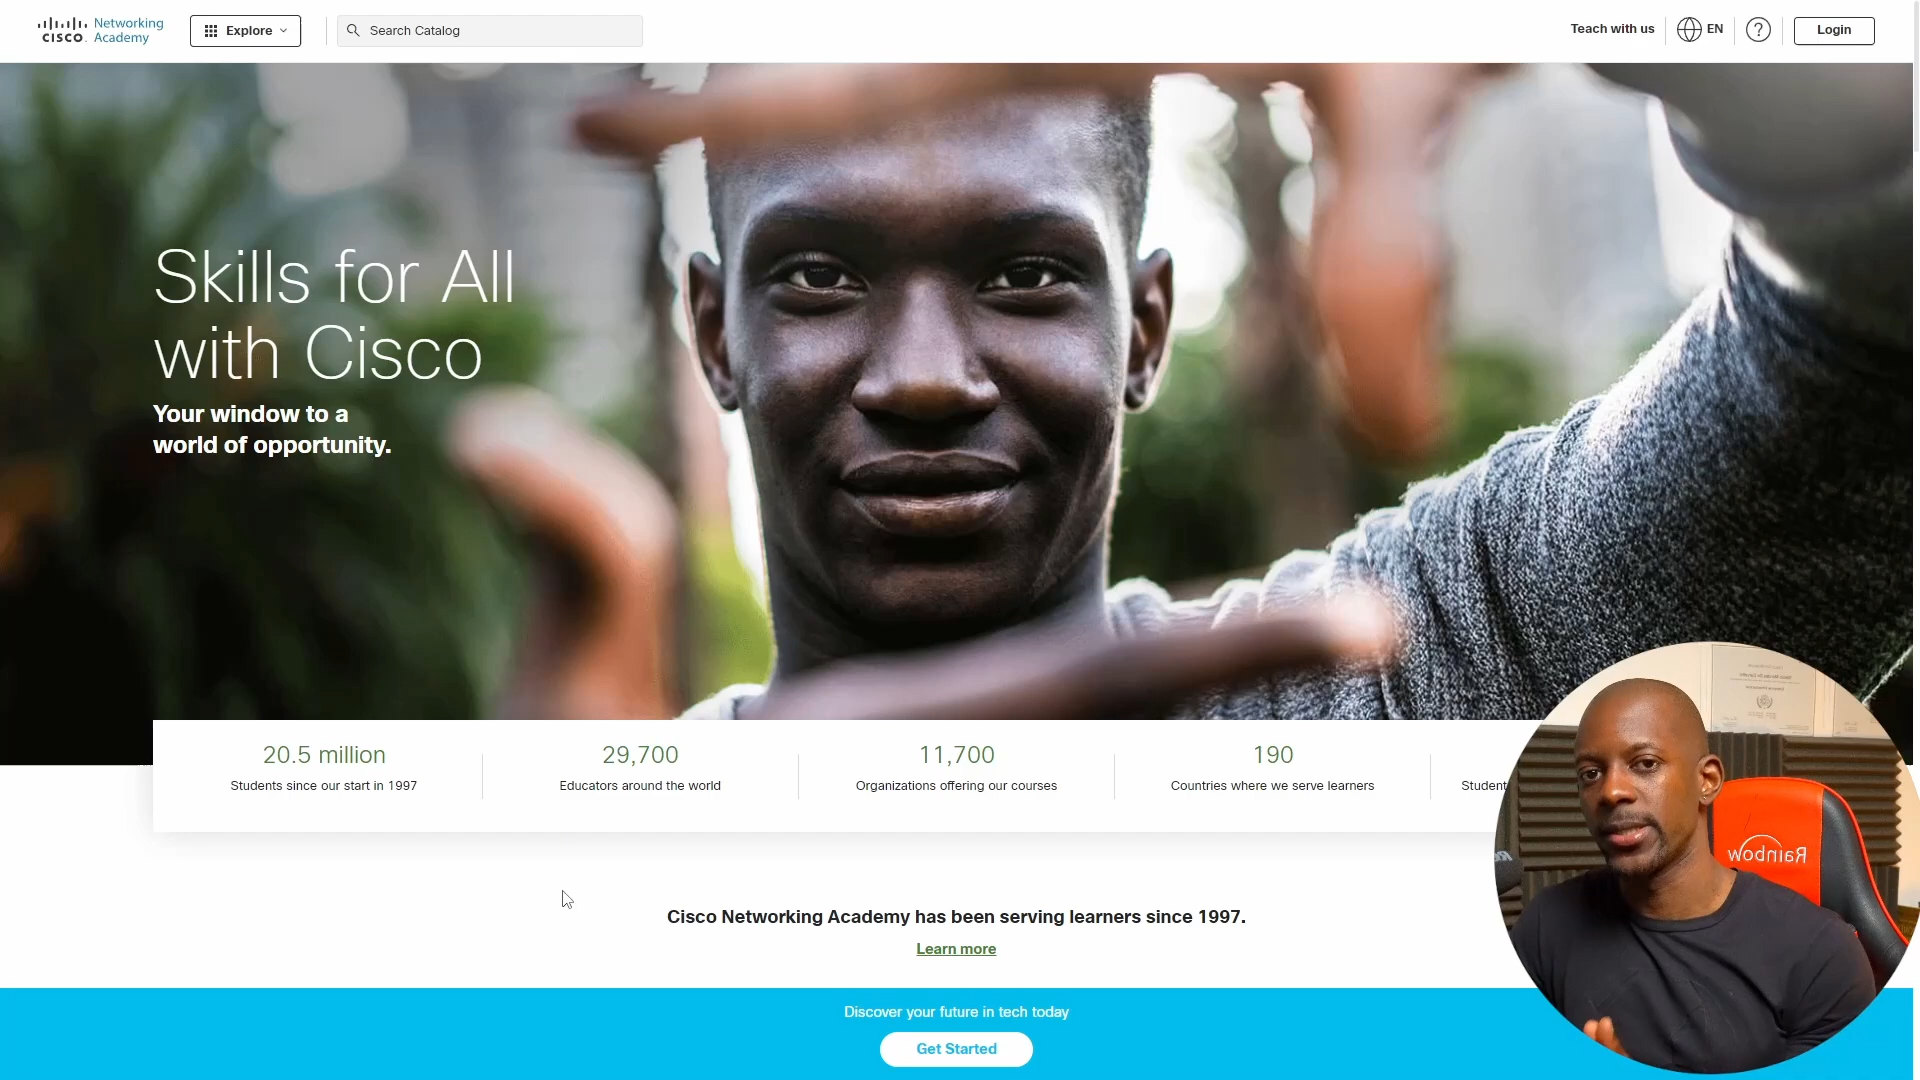 Networking
CISCO Academy
Explore
Search Catalog
Teach with us
EN
?
Login
Skills for All
with Cisco
Your window to a
world of opportunity.
20.5 million
Students since our start in 1997
29,700
Educators around the world
11,700
Organizations offering our courses
190
Countries where we serve learners
Student
Rainbow
Cisco Networking Academy has been serving learners since 1997.
Learn more
Discover your future in tech today
Get Started